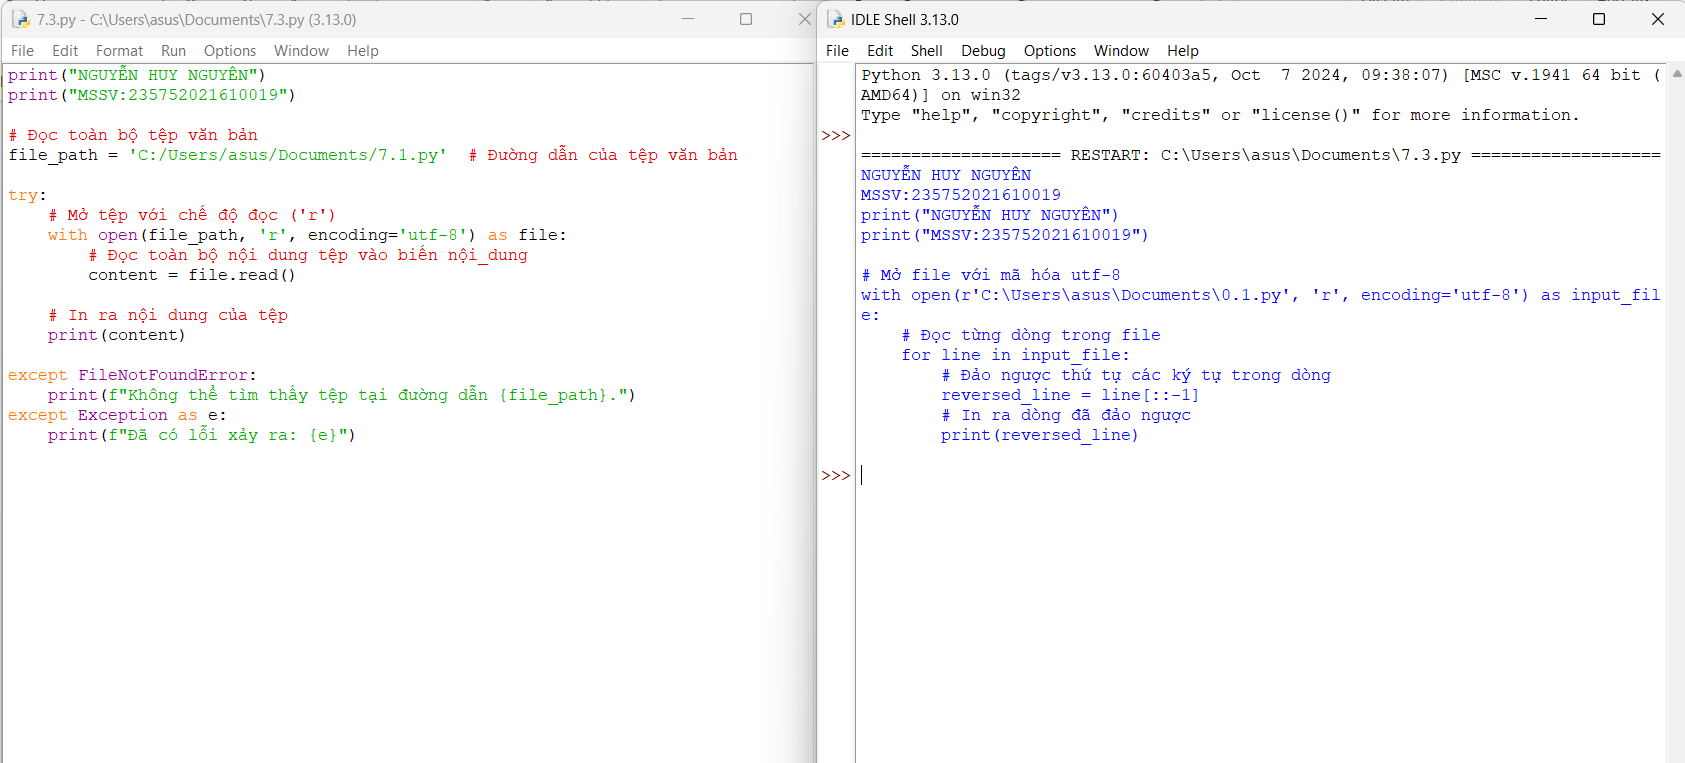 7.3.py - C:\Users\asus\Documents\7.3.py (3.13.0)
File Edit Format Run Options Window Help
print("NGUYỄN HUY NGUYÊN")
print("MSSV:235752021610019")

# Đọc toàn bộ tệp văn bản
file_path = 'C:/Users/asus/Documents/7.1.py'  # Đường dẫn của tệp văn bản

try:
    # Mở tệp với chế độ đọc ('r')
    with open(file_path, 'r', encoding='utf-8') as file:
        # Đọc toàn bộ nội dung tệp vào biến nội_dung
        content = file.read()

    # In ra nội dung của tệp
    print(content)

except FileNotFoundError:
    print(f"Không thể tìm thấy tệp tại đường dẫn {file_path}.")
except Exception as e:
    print(f"Đã có lỗi xảy ra: {e}")
IDLE Shell 3.13.0
File Edit Shell Debug Options Window Help
Python 3.13.0 (tags/v3.13.0:60403a5, Oct  7 2024, 09:38:07) [MSC v.1941 64 bit (
AMD64)] on win32
Type "help", "copyright", "credits" or "license()" for more information.
>>>
==================== RESTART: C:\Users\asus\Documents\7.3.py ===================
NGUYỄN HUY NGUYÊN
MSSV:235752021610019
print("NGUYỄN HUY NGUYÊN")
print("MSSV:235752021610019")

# Mở file với mã hóa utf-8
with open(r'C:\Users\asus\Documents\0.1.py', 'r', encoding='utf-8') as input_fil
e:
    # Đọc từng dòng trong file
    for line in input_file:
        # Đảo ngược thứ tự các ký tự trong dòng
        reversed_line = line[::-1]
        # In ra dòng đã đảo ngược
        print(reversed_line)

>>>